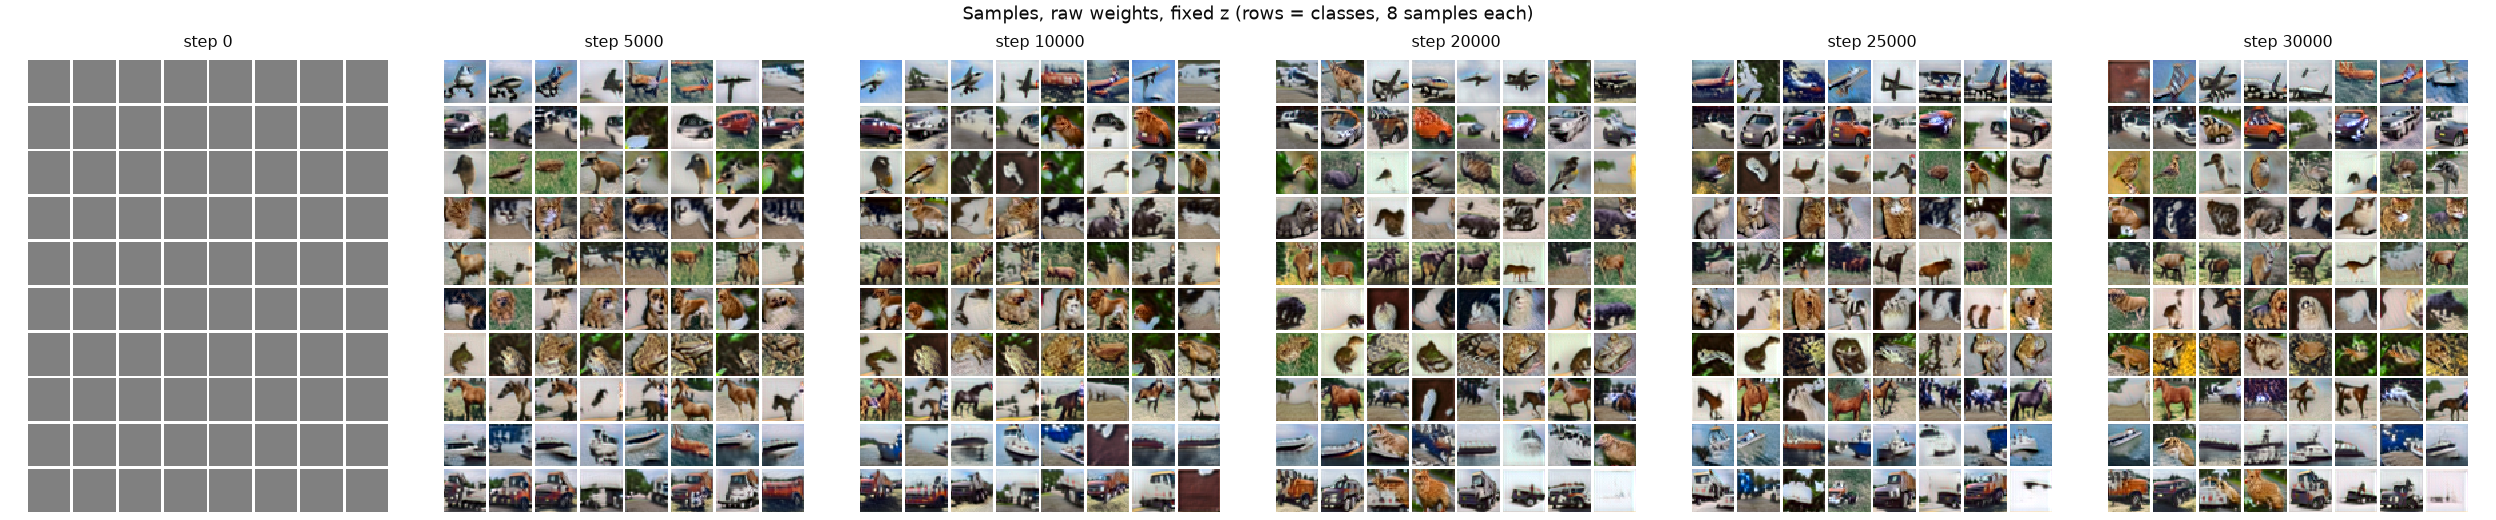 Samples, raw weights, fixed z (rows = classes, 8 samples each)
step 0
step 5000
step 10000
step 20000
step 25000
step 30000